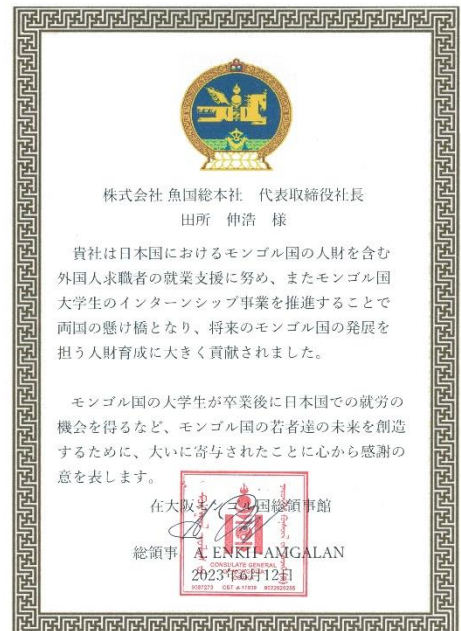 株式会社 魚国総本社　代表取締役社長
田所　伸浩　様
貴社は日本国におけるモンゴル国の人財を含む
外国人求職者の就業支援に努め、またモンゴル国
大学生のインターンシップ事業を推進することで
両国の懸け橋となり、将来のモンゴル国の発展を
担う人財育成に大きく貢献されました。
モンゴル国の大学生が卒業後に日本国での就労の
機会を得るなど、モンゴル国の若者達の未来を創造
するために、大いに寄与されたことに心から感謝の
意を表します。
在大阪モンゴル国総領事館
総領事　A. ENKH-AMGALAN
CONSULATE GENERAL
2023年6月12日